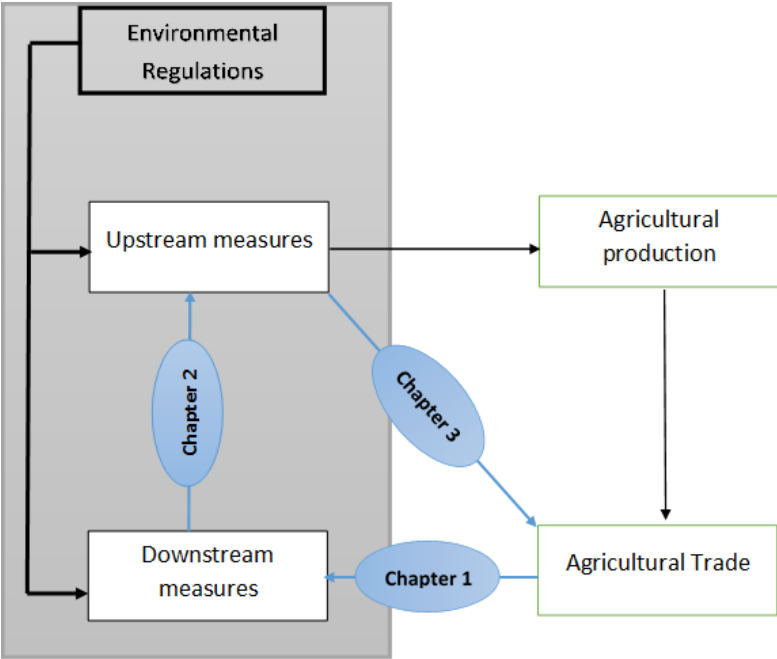 Environmental
Regulations
Upstream measures
Agricultural
production
Chapter 2
Chapter 3
Downstream
measures
Chapter 1
Agricultural Trade